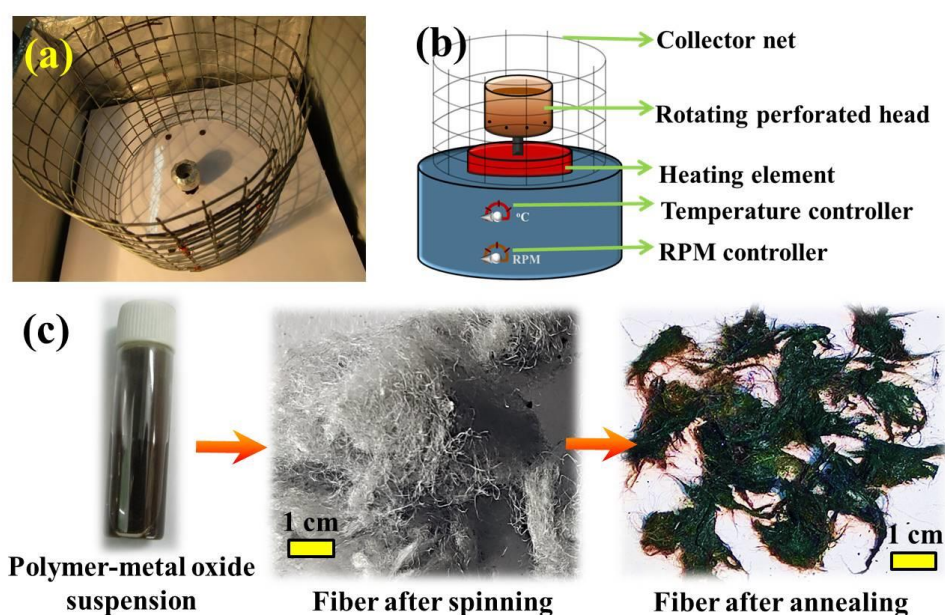 (a)
(b)
Collector net
Rotating perforated head
Heating element
Temperature controller
RPM controller
°C
RPM
(c)
1 cm
1 cm
Polymer-metal oxide
suspension
Fiber after spinning
Fiber after annealing